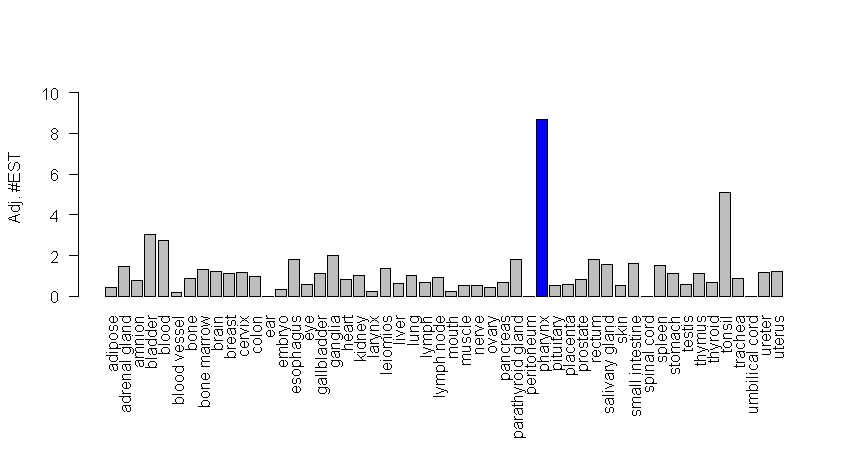 Adj. #EST
10
8
6
4
2
0
adipose
adrenal gland
amnion
bladder
blood
blood vessel
bone
bone marrow
brain
breast
cervix
colon
ear
embryo
esophagus
eye
gallbladder
ganglia
heart
kidney
larynx
leiomios
liver
lung
lymph
lymph node
mouth
muscle
nerve
ovary
pancreas
parathyroid gland
peritoneum
pharynx
pituitary
placenta
prostate
rectum
salivary gland
skin
small intestine
spinal cord
spleen
stomach
testis
thymus
thyroid
tonsil
trachea
umbilical cord
ureter
uterus